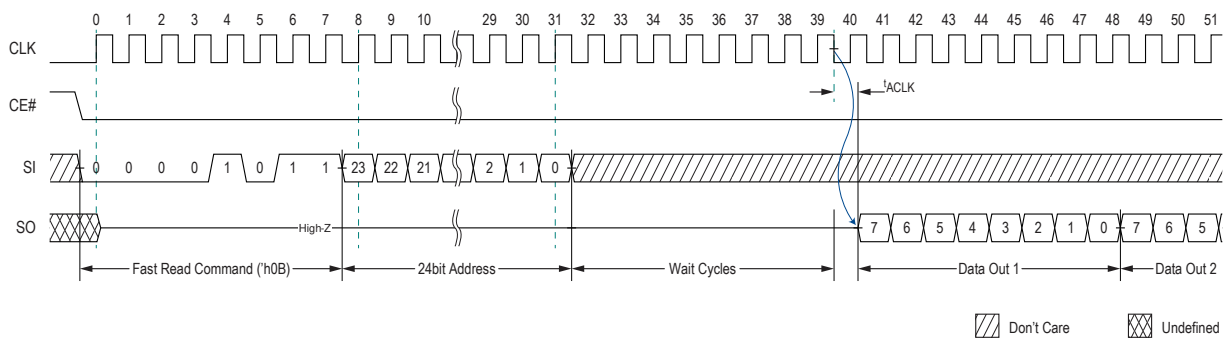 0 1 2 3 4 5 6 7 8 9 10 29 30 31 32 33 34 35 36 37 38 39 40 41 42 43 44 45 46 47 48 49 50 51
CLK
tACLK
CE#
SI 0 0 0 0 1 0 1 1 23 22 21 2 1 0
SO High-Z 7 6 5 4 3 2 1 0 7 6 5
Fast Read Command ('h0B) 24bit Address Wait Cycles Data Out 1 Data Out 2
Don't Care Undefined